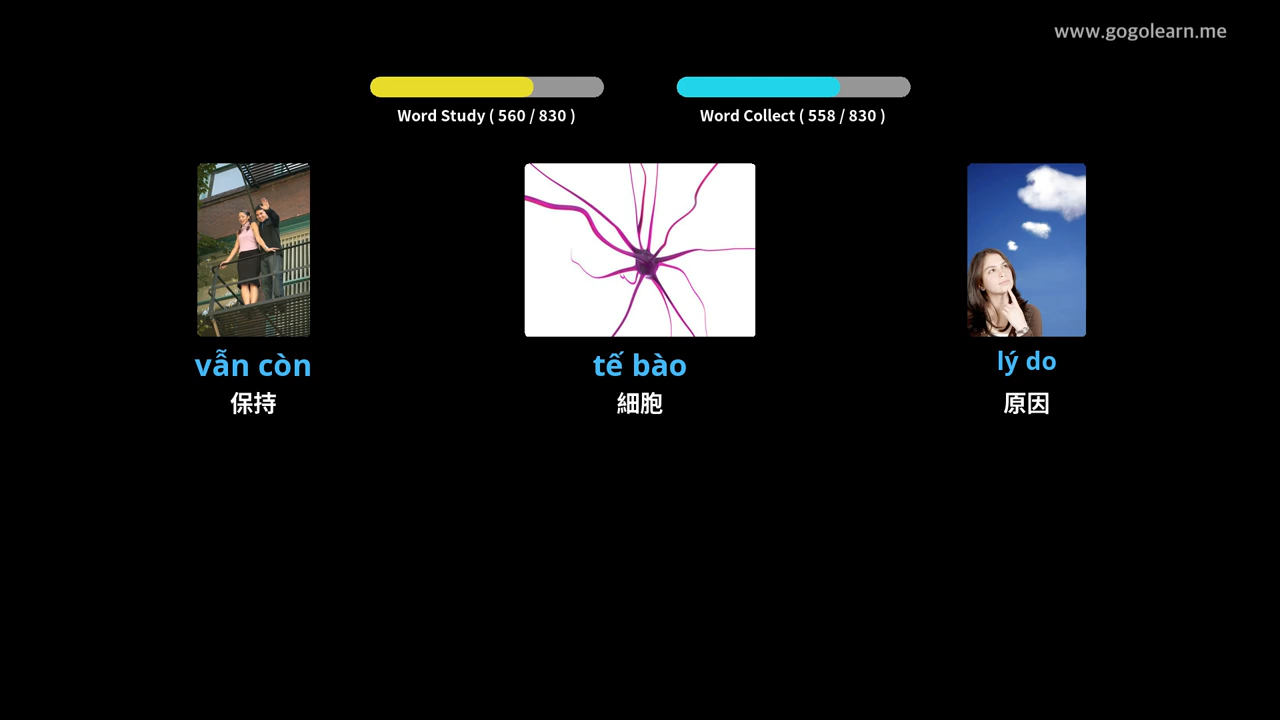 www.gogolearn.me
Word Study ( 560 / 830 )
Word Collect ( 558 / 830 )
vẫn còn
保持
tế bào
細胞
lý do
原因